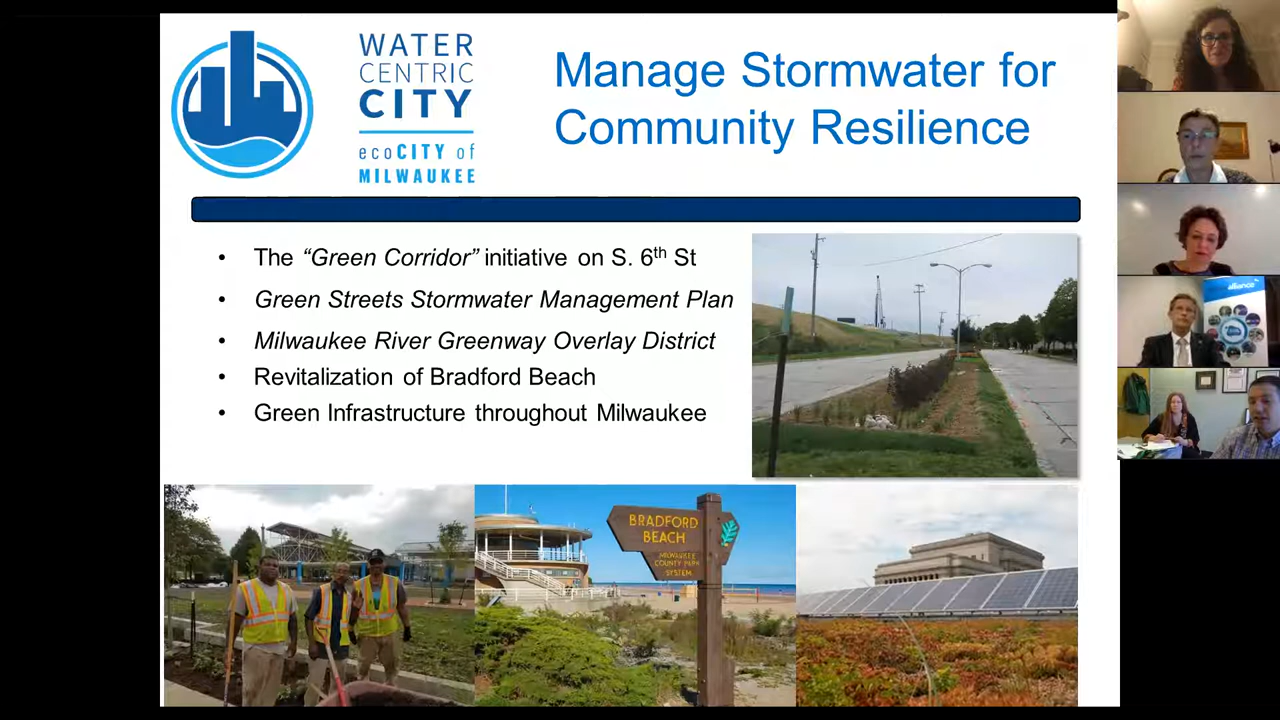 WATER
CENTRIC
CITY
ecoCITY of
MILWAUKEE
Manage Stormwater for
Community Resilience
• The “Green Corridor” initiative on S. 6th St
• Green Streets Stormwater Management Plan
• Milwaukee River Greenway Overlay District
• Revitalization of Bradford Beach
• Green Infrastructure throughout Milwaukee
BRADFORD
BEACH
MILWAUKEE
COUNTY PARK
SYSTEM
alliance